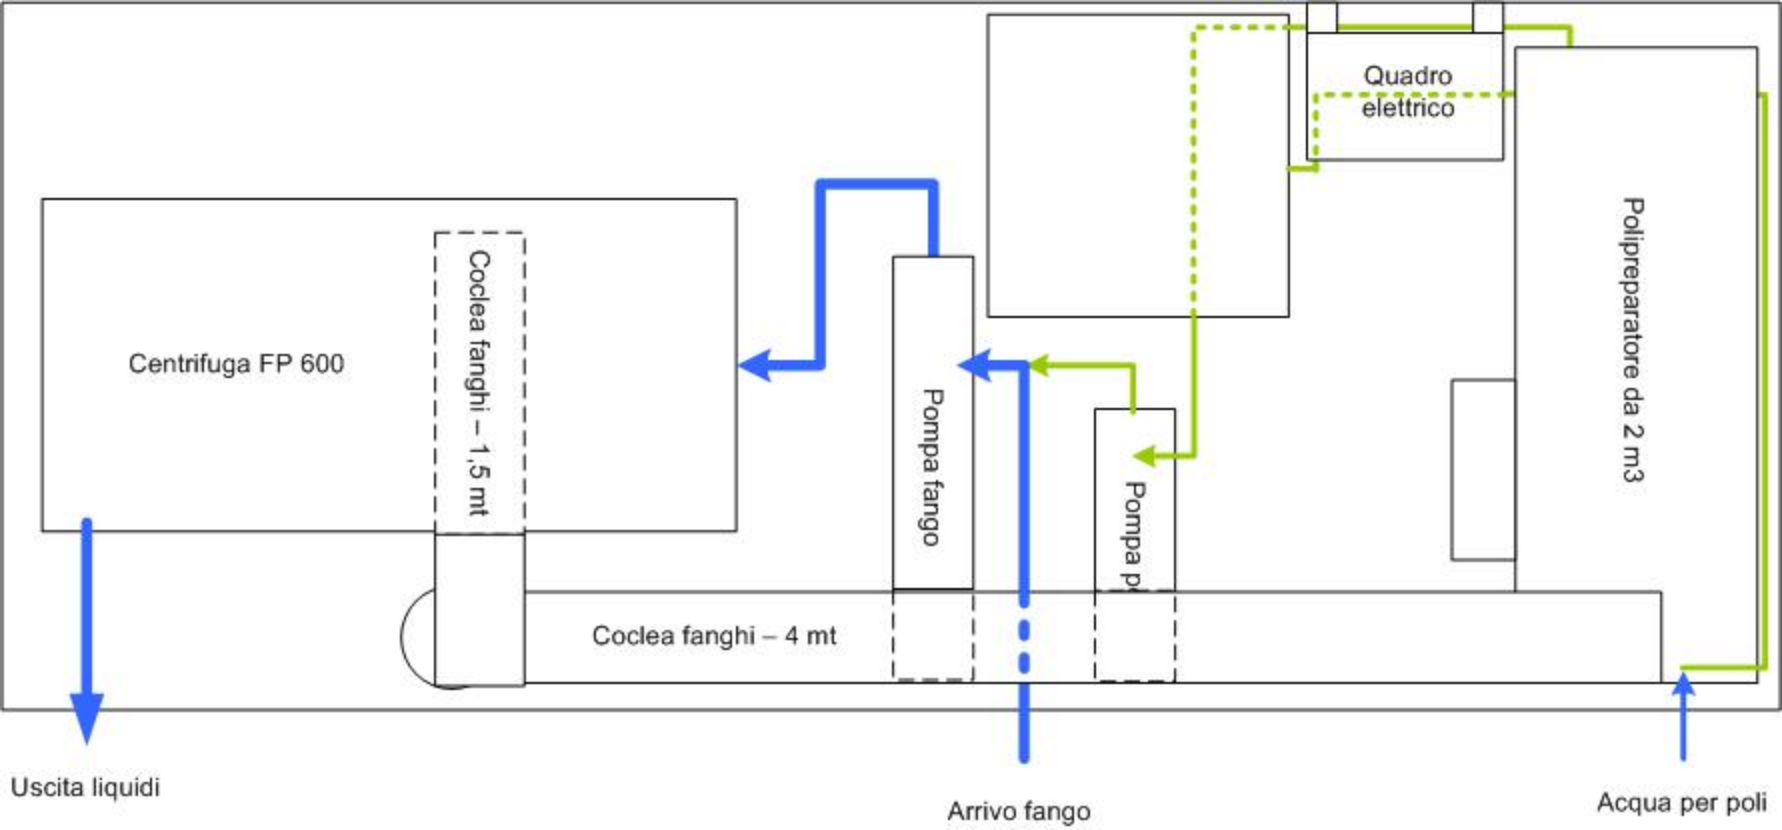 Quadro
elettrico
Polipreparatore da 2 m3
Centrifuga FP 600
Coclea fanghi – 1,5 mt
Pompa fango
Pompa
Coclea fanghi – 4 mt
Uscita liquidi
Arrivo fango
Acqua per poli